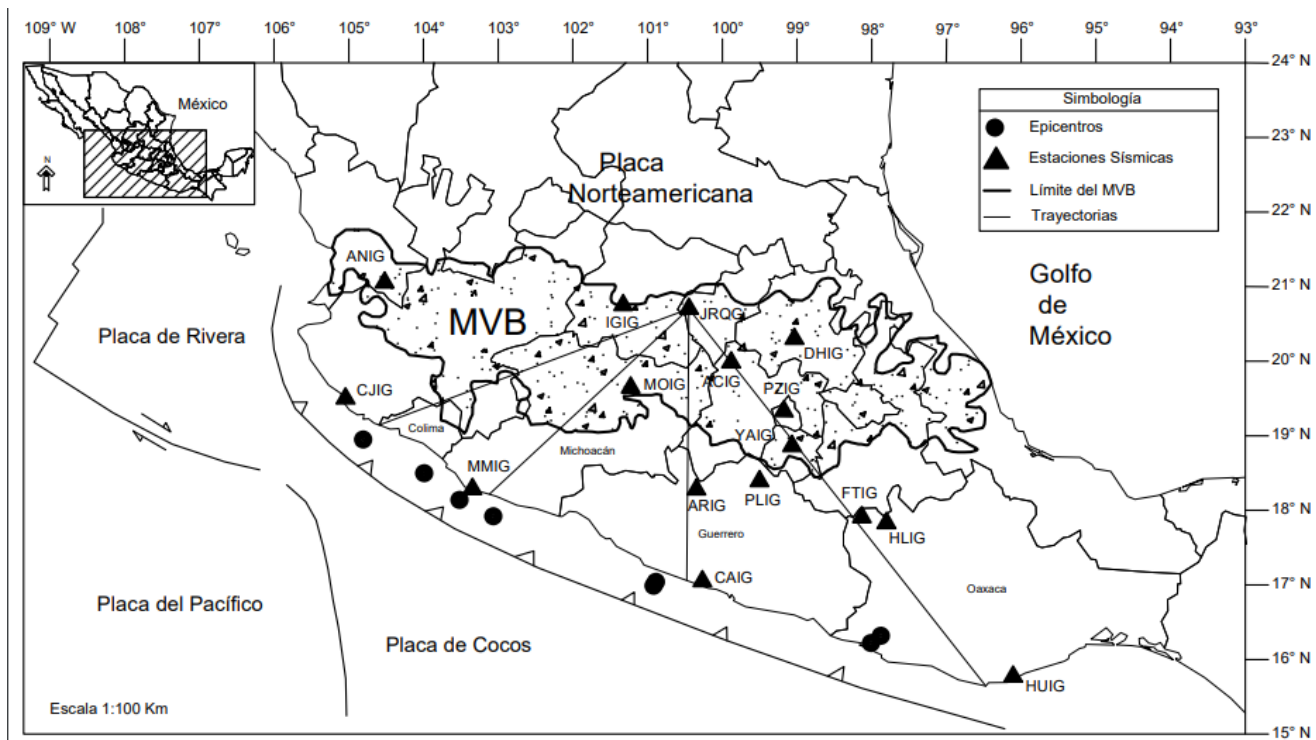 109° W 108° 107° 106° 105° 104° 103° 102° 101° 100° 99° 98° 97° 96° 95° 94° 93°
24° N
23° N
22° N
21° N
20° N
19° N
18° N
17° N
16° N
15° N
México
N
Simbología
Epicentros
Estaciones Sísmicas
Límite del MVB
Trayectorias
Placa
Norteamericana
Golfo
de
México
Placa de Rivera
MVB
ANIG
IGIG
JRQG
DHIG
ACIG
PZIG
MOIG
CJIG
Colima
YAIG
Michoacán
MMIG
ARIG
PLIG
FTIG
HLIG
Guerrero
CAIG
Oaxaca
HUIG
Placa del Pacífico
Placa de Cocos
Escala 1:100 Km